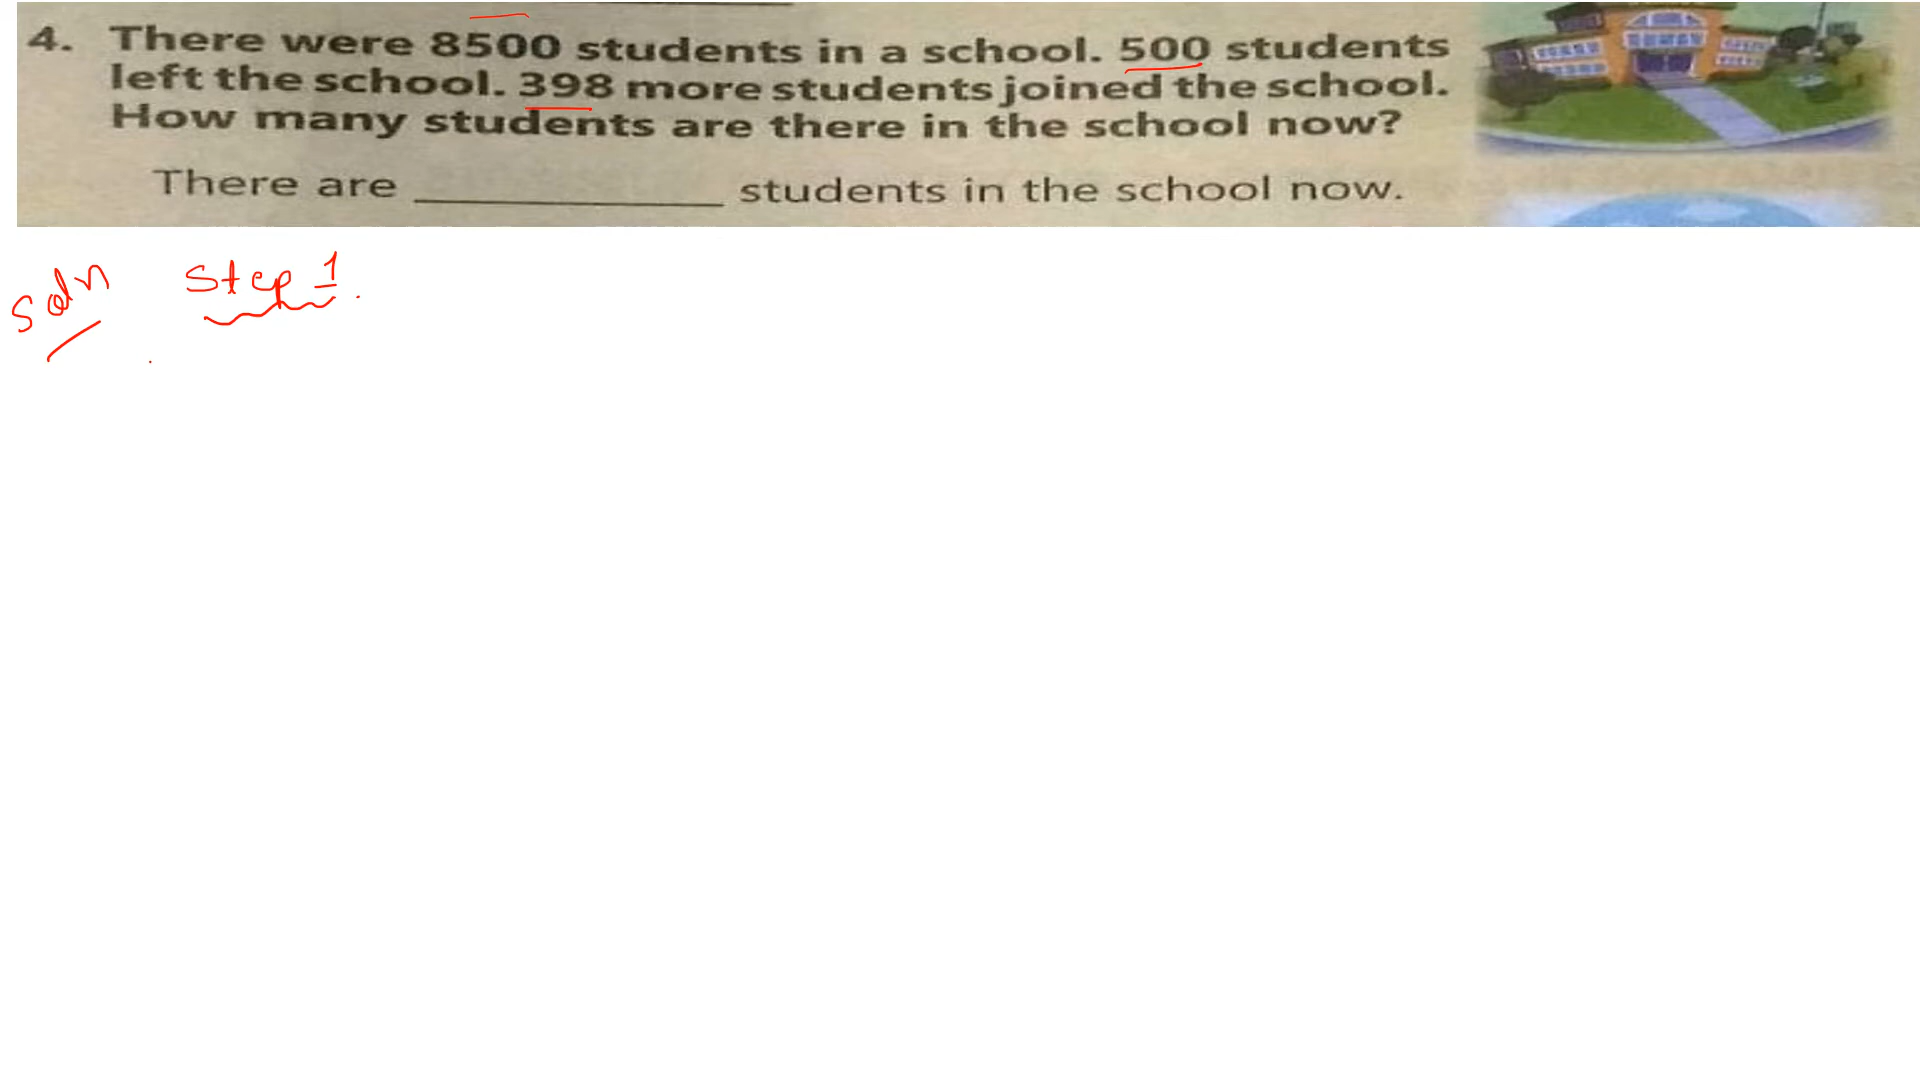 4. There were 8500 students in a school. 500 students
left the school. 398 more students joined the school.
How many students are there in the school now?
There are ____________ students in the school now.
Soln Step 1.